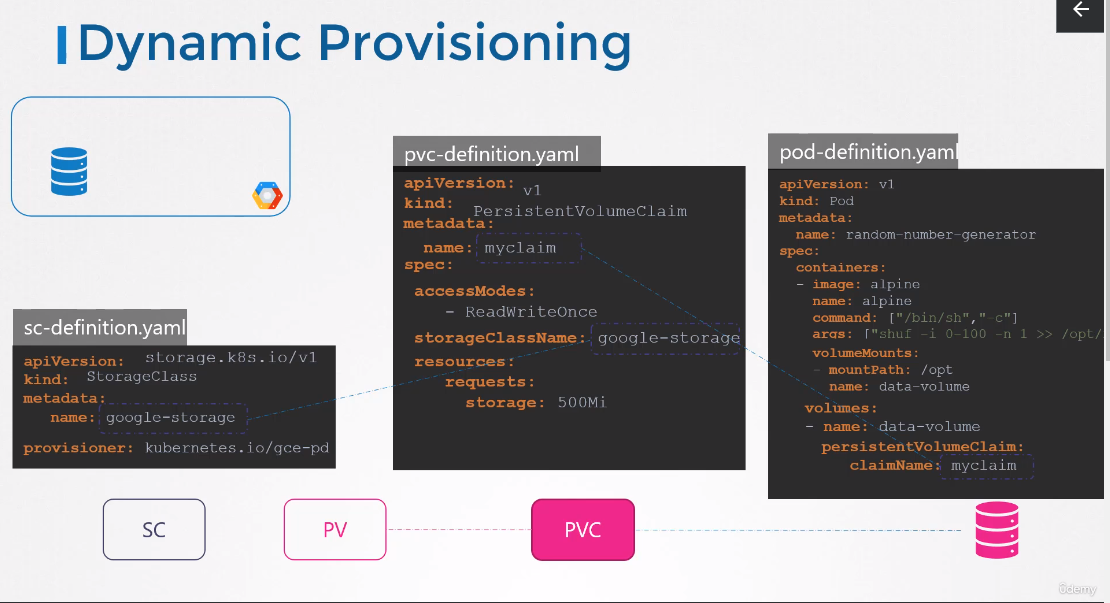 Dynamic Provisioning
sc-definition.yaml
apiVersion: storage.k8s.io/v1
kind: StorageClass
metadata:
name: google-storage
provisioner: kubernetes.io/gce-pd
pvc-definition.yaml
apiVersion: v1
kind: PersistentVolumeClaim
metadata:
name: myclaim
spec:
accessModes:
- ReadWriteOnce
storageClassName: google-storage
resources:
requests:
storage: 500Mi
pod-definition.yaml
apiVersion: v1
kind: Pod
metadata:
name: random-number-generator
spec:
containers:
- image: alpine
name: alpine
command: ["/bin/sh","-c"]
args: ["shuf -i 0-100 -n 1 >> /opt/
volumeMounts:
- mountPath: /opt
name: data-volume
volumes:
- name: data-volume
persistentVolumeClaim:
claimName: myclaim
SC
PV
PVC
ûdemy